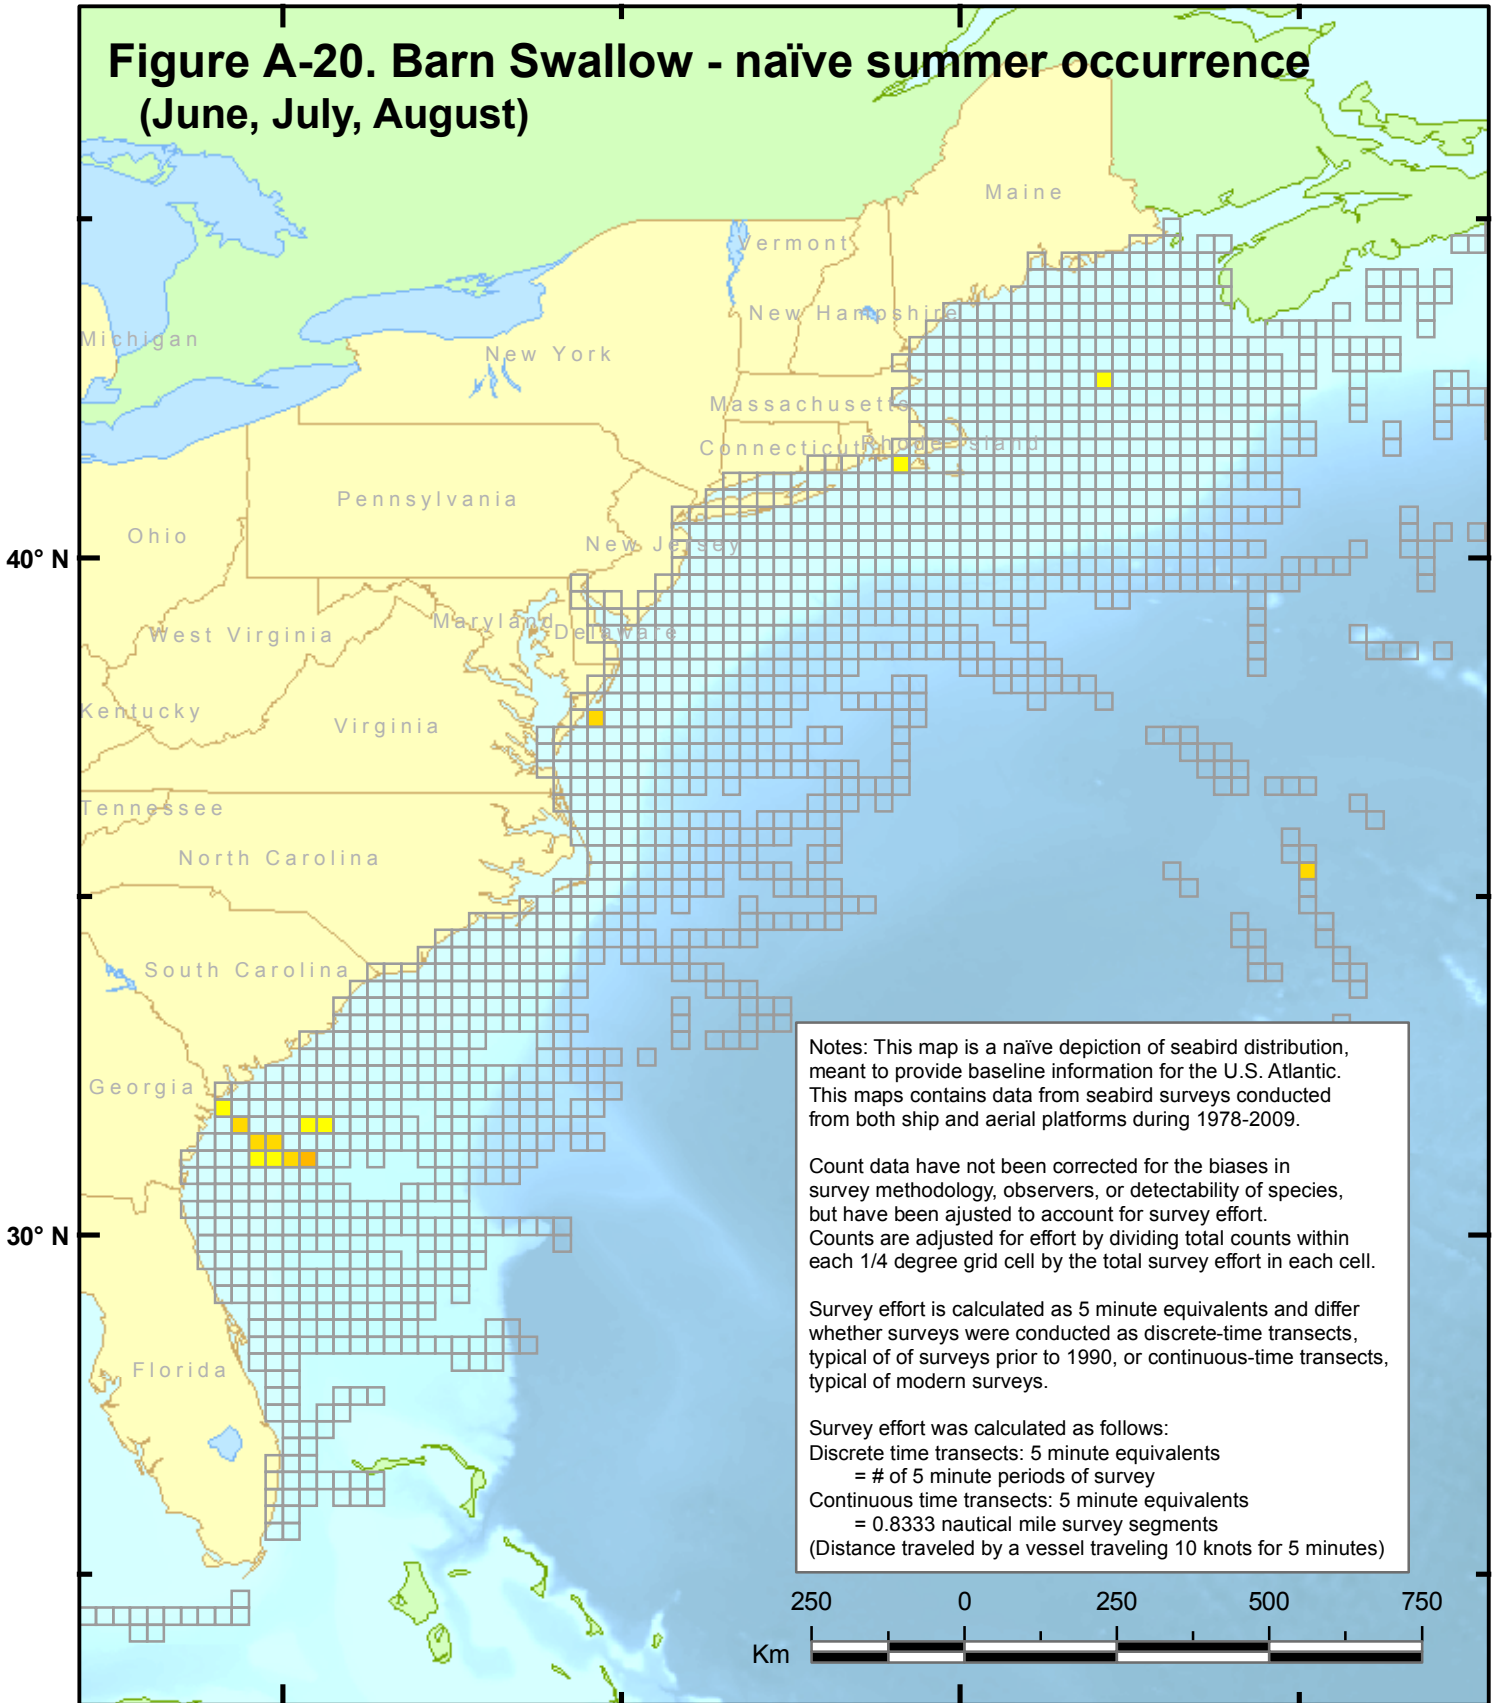 Figure A-20. Barn Swallow - naïve summer occurrence
(June, July, August)
Maine
Vermont
New Hampshire
Michigan
New York
Massachusetts
Connecticut
Rhode Island
Pennsylvania
Ohio
New Jersey
40° N
Maryland
Delaware
West Virginia
Kentucky
Virginia
Tennessee
North Carolina
South Carolina
Georgia
30° N
Florida
Notes: This map is a naïve depiction of seabird distribution,
meant to provide baseline information for the U.S. Atlantic.
This maps contains data from seabird surveys conducted
from both ship and aerial platforms during 1978-2009.
Count data have not been corrected for the biases in
survey methodology, observers, or detectability of species,
but have been ajusted to account for survey effort.
Counts are adjusted for effort by dividing total counts within
each 1/4 degree grid cell by the total survey effort in each cell.
Survey effort is calculated as 5 minute equivalents and differ
whether surveys were conducted as discrete-time transects,
typical of of surveys prior to 1990, or continuous-time transects,
typical of modern surveys.
Survey effort was calculated as follows:
Discrete time transects: 5 minute equivalents
= # of 5 minute periods of survey
Continuous time transects: 5 minute equivalents
= 0.8333 nautical mile survey segments
(Distance traveled by a vessel traveling 10 knots for 5 minutes)
250 0 250 500 750
Km